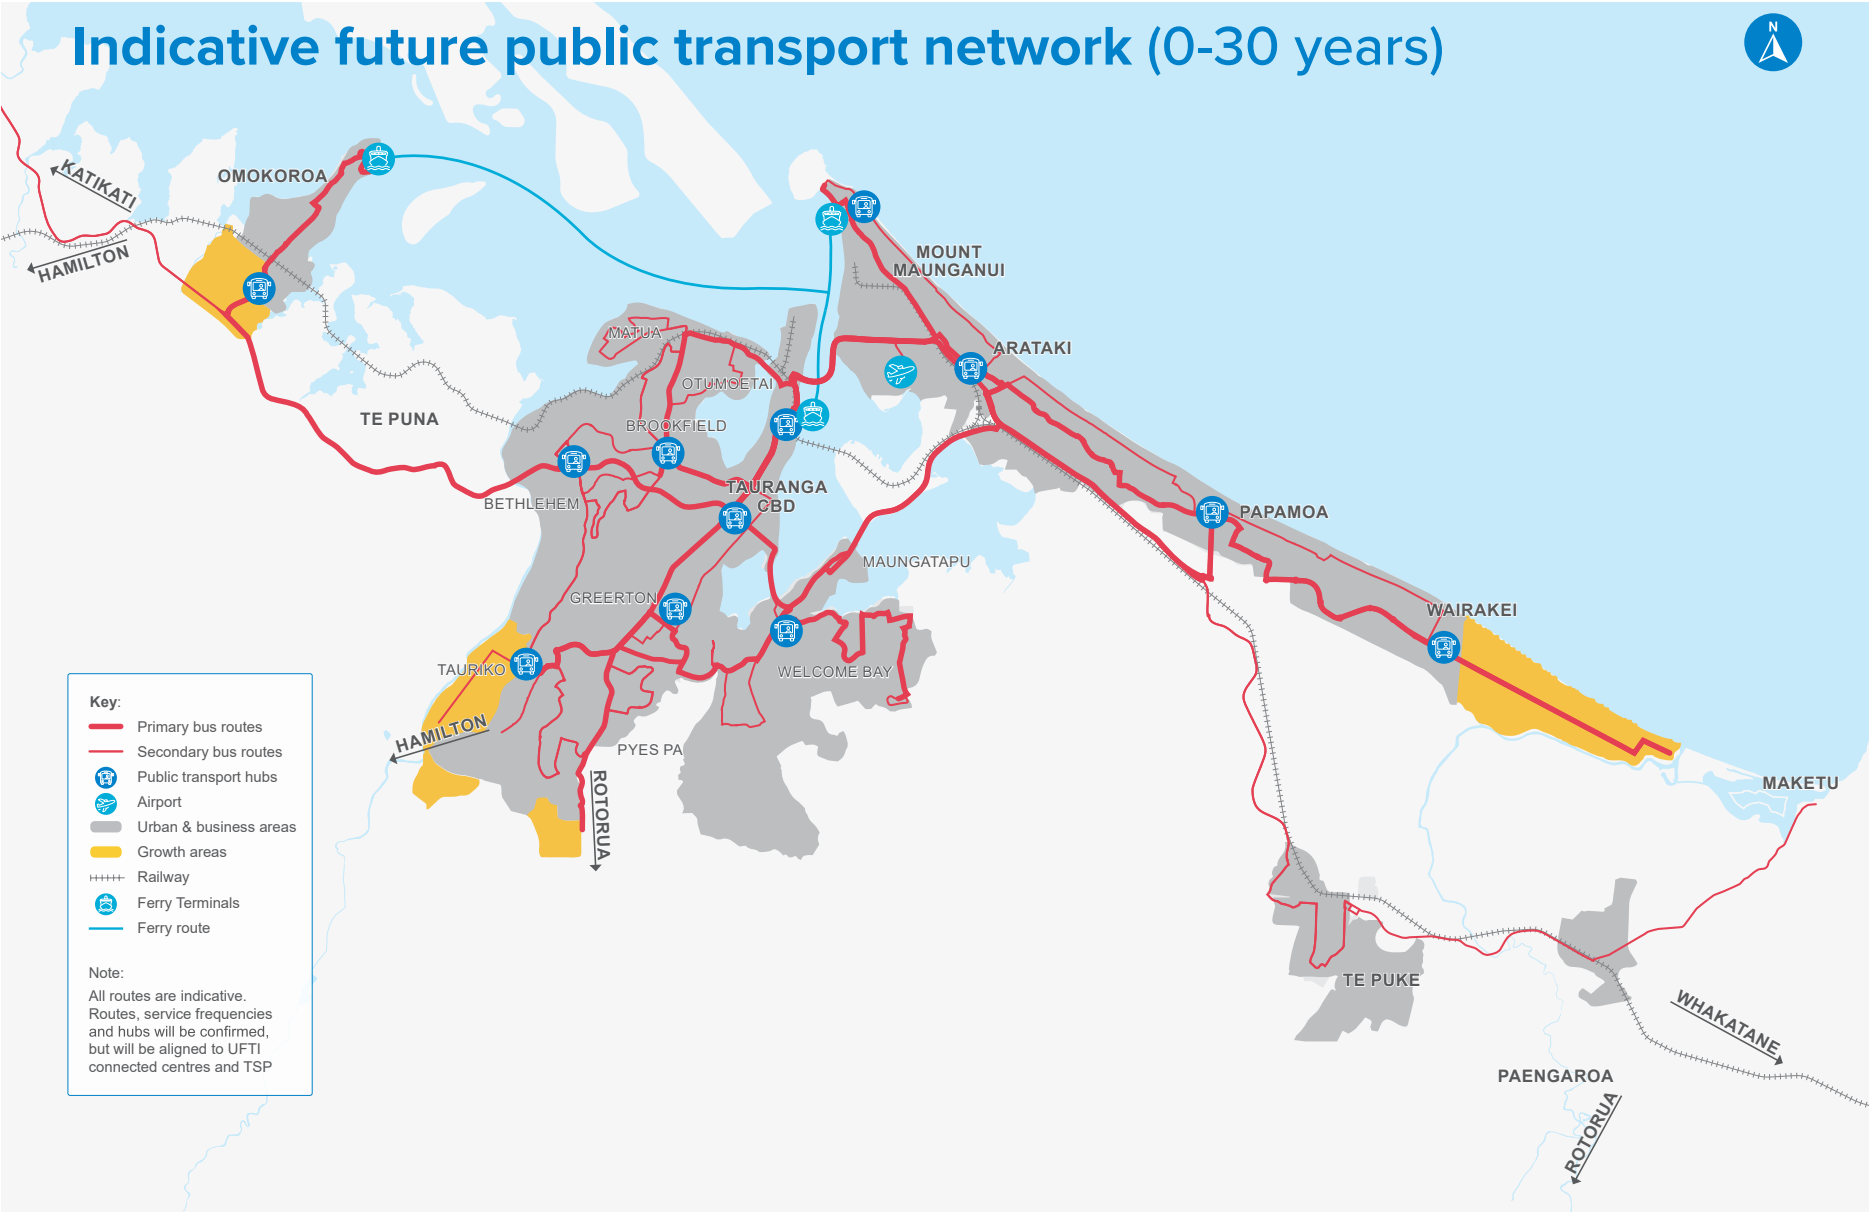 Indicative future public transport network (0-30 years)
N
KATIKATI
OMOKOROA
HAMILTON
MOUNT
MAUNGANUI
MATUA
ARATAKI
OTUMOETAI
TE PUNA
BROOKFIELD
BETHLEHEM
TAURANGA
CBD
PAPAMOA
MAUNGATAPU
GREERTON
WAIRAKEI
TAURIKO
WELCOME BAY
HAMILTON
PYES PA
ROTORUA
MAKETU
TE PUKE
WHAKATANE
PAENGAROA
ROTORUA
Key:
Primary bus routes
Secondary bus routes
Public transport hubs
Airport
Urban & business areas
Growth areas
Railway
Ferry Terminals
Ferry route
Note:
All routes are indicative.
Routes, service frequencies
and hubs will be confirmed,
but will be aligned to UFTI
connected centres and TSP